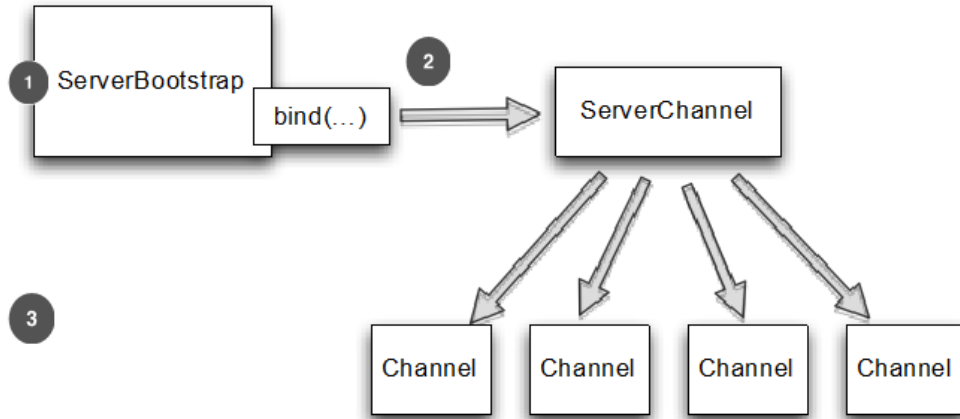 1
ServerBootstrap
bind(...)
2
ServerChannel
3
Channel
Channel
Channel
Channel